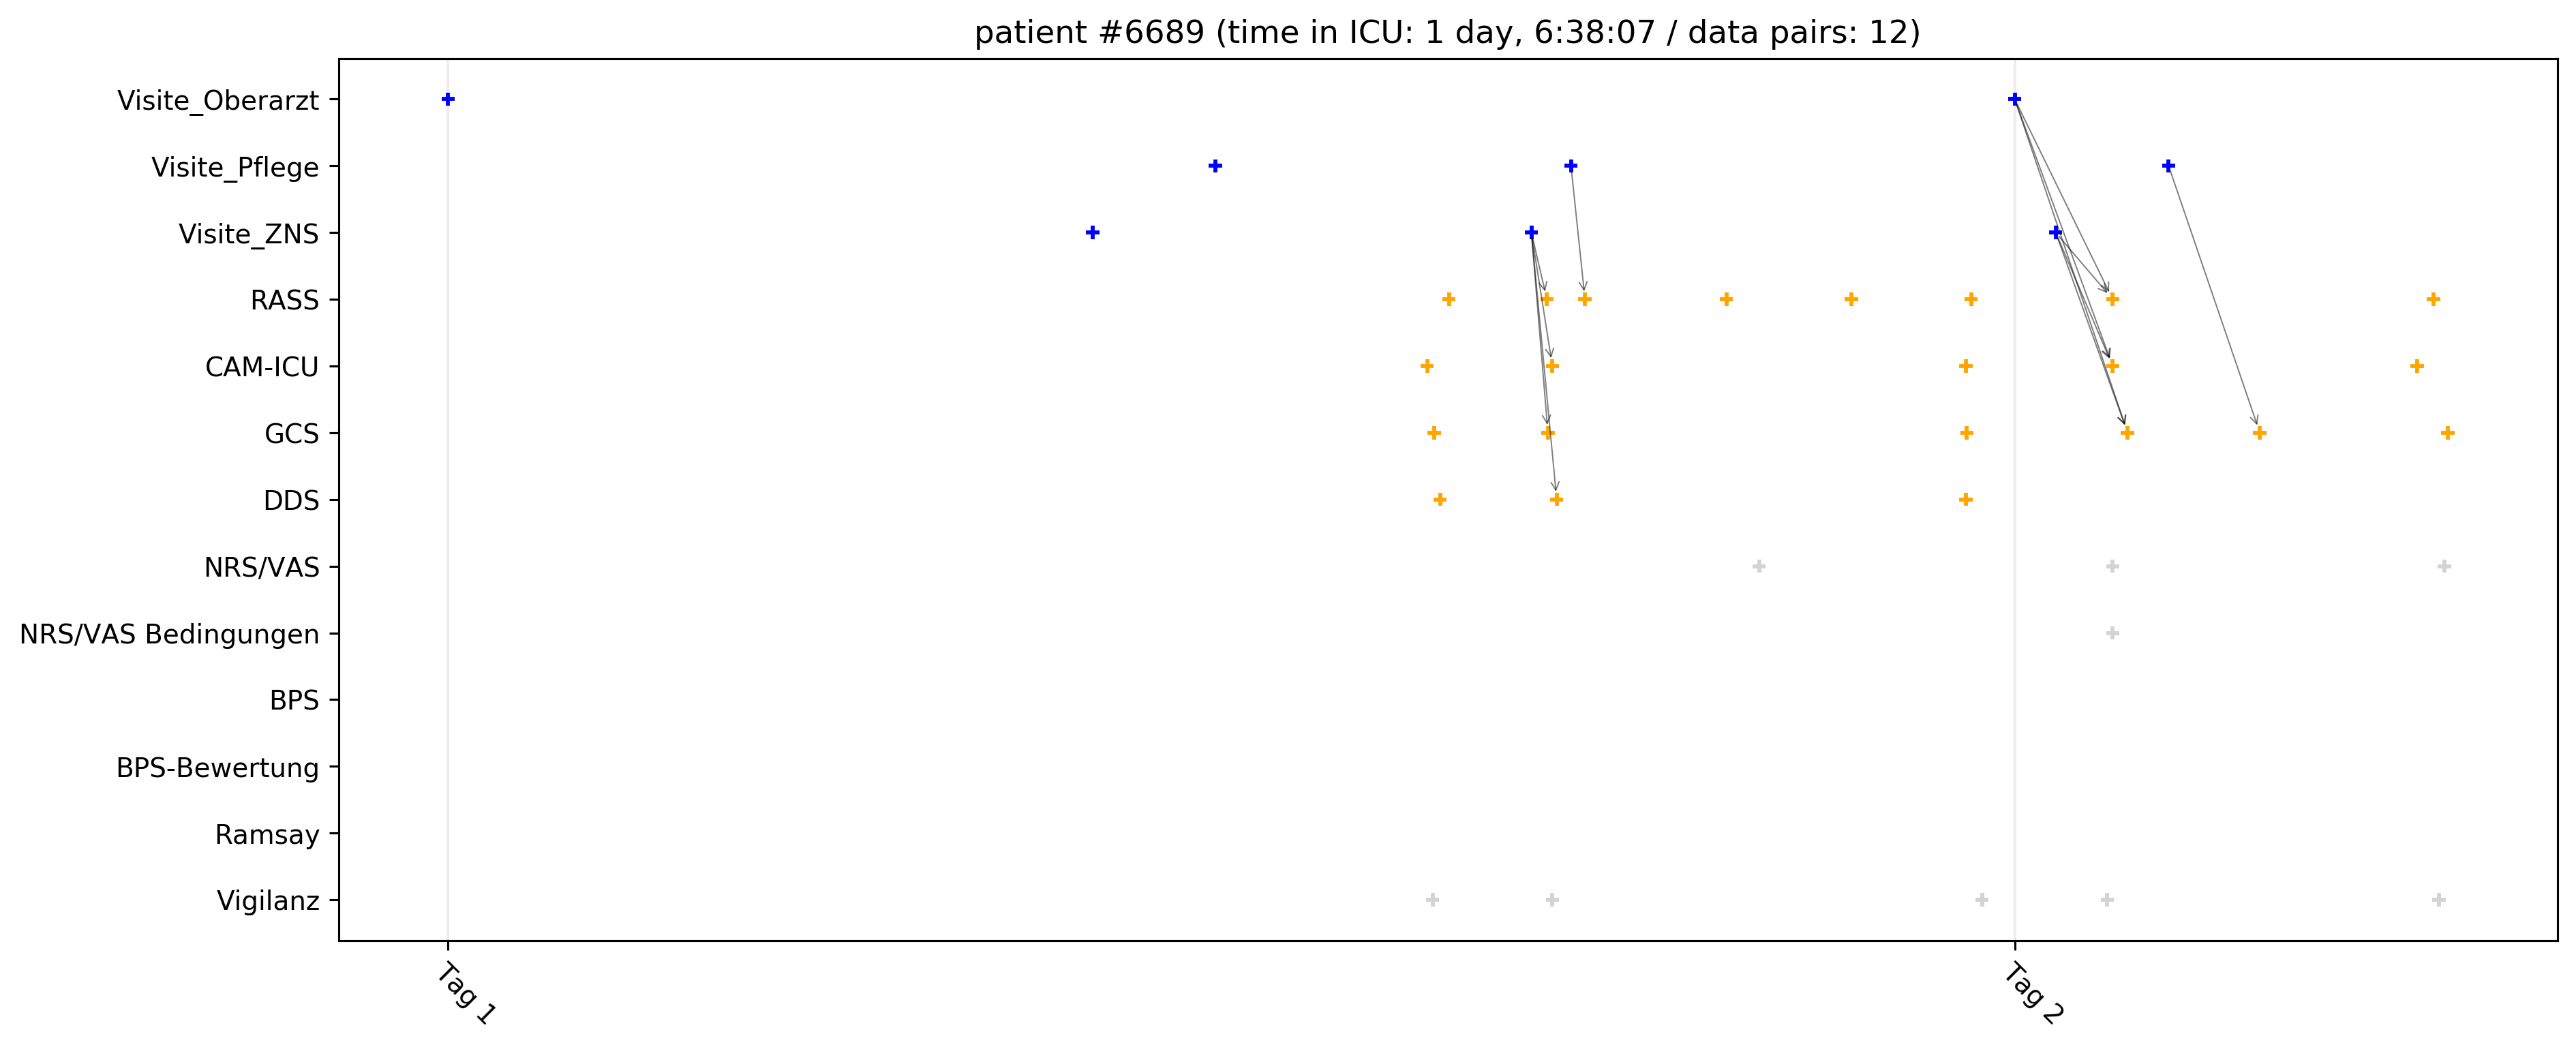 patient #6689 (time in ICU: 1 day, 6:38:07 / data pairs: 12)
Visite_Oberarzt
Visite_Pflege
Visite_ZNS
RASS
CAM-ICU
GCS
DDS
NRS/VAS
NRS/VAS Bedingungen
BPS
BPS-Bewertung
Ramsay
Vigilanz
Tag 1
Tag 2